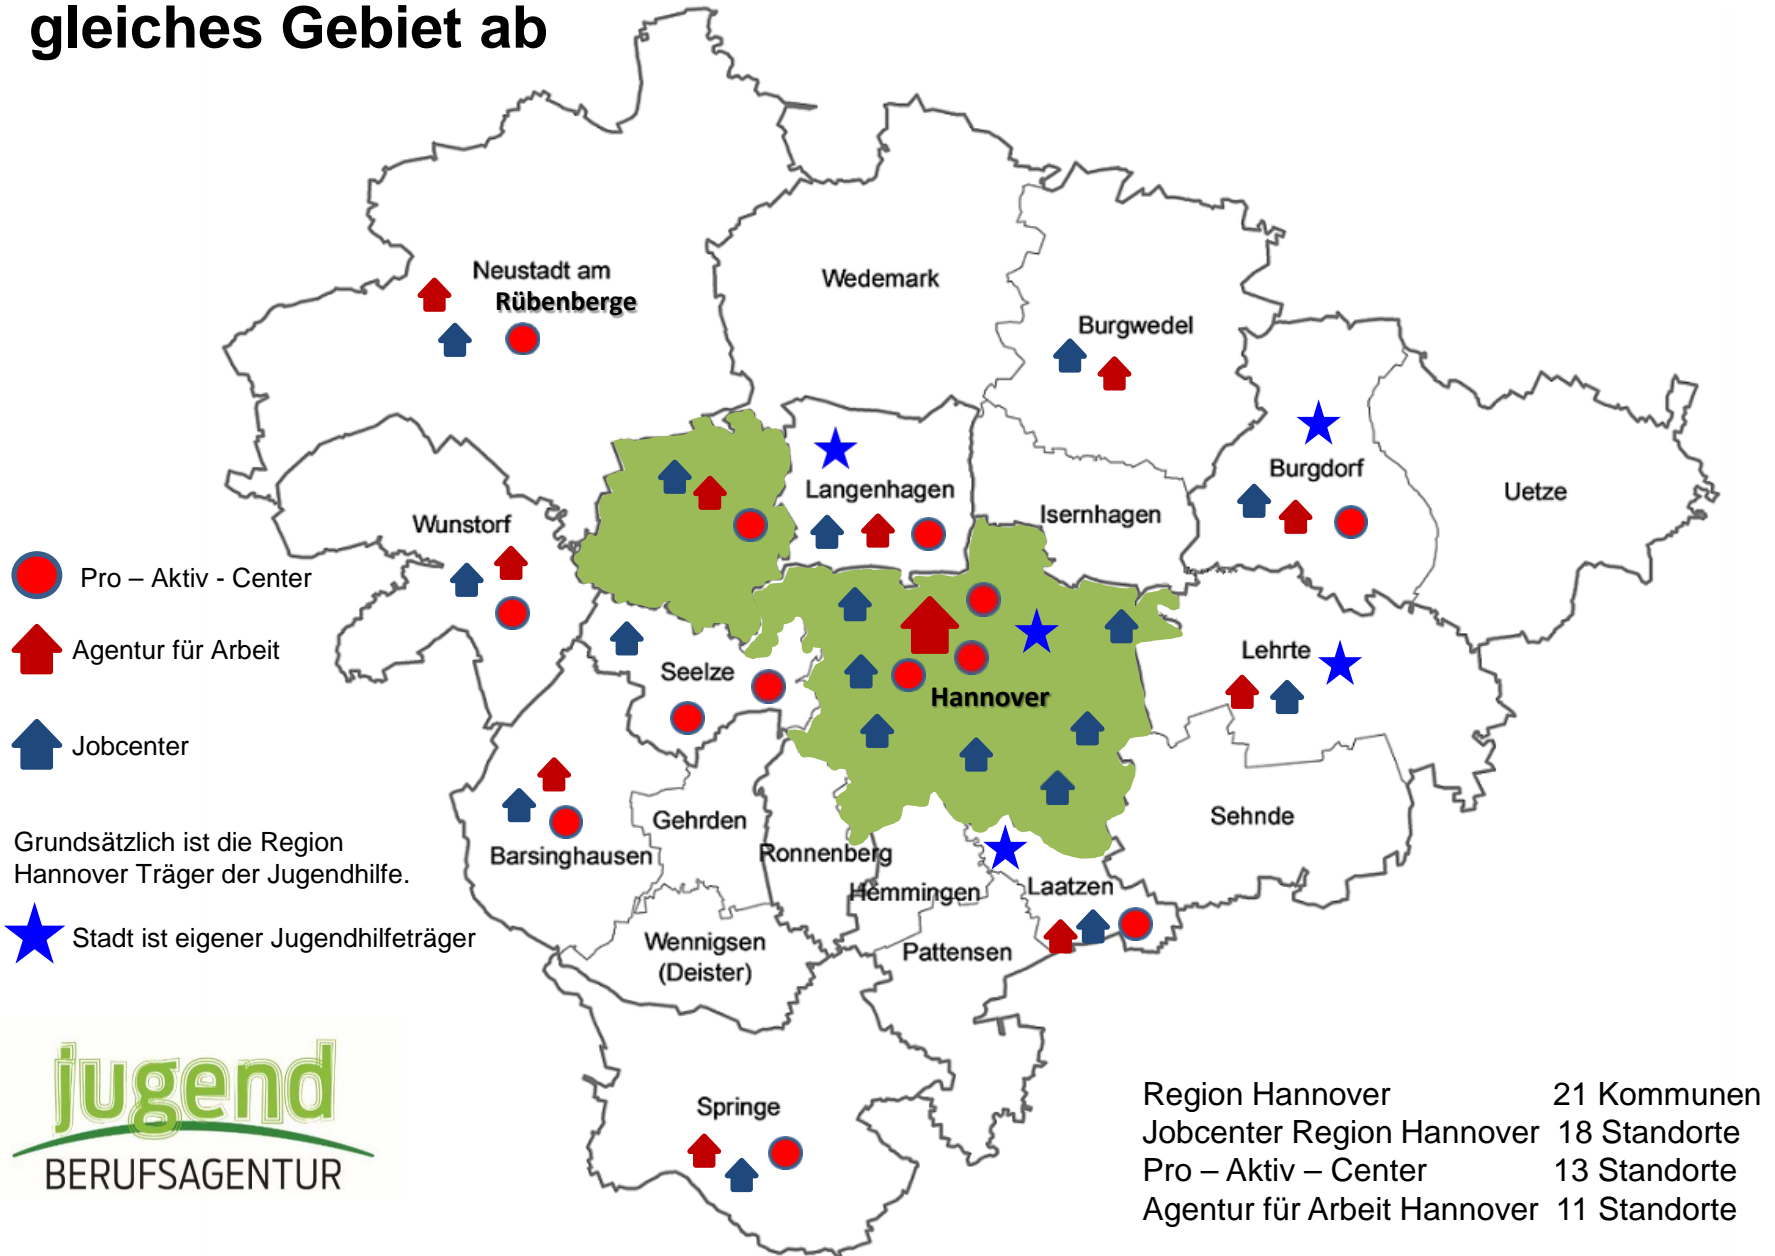 gleiches Gebiet ab
Neustadt am
Rübenberge
Wedemark
Burgwedel
Burgdorf
Uetze
Langenhagen
Isernhagen
Wunstorf
Pro – Aktiv - Center
Agentur für Arbeit
Jobcenter
Seelze
Hannover
Lehrte
Sehnde
Gehrden
Barsinghausen
Ronnenberg
Hemmingen
Laatzen
Wennigsen
(Deister)
Pattensen
Grundsätzlich ist die Region
Hannover Träger der Jugendhilfe.
Stadt ist eigener Jugendhilfeträger
Springe
jugend
BERUFSAGENTUR
Region Hannover 21 Kommunen
Jobcenter Region Hannover 18 Standorte
Pro – Aktiv – Center 13 Standorte
Agentur für Arbeit Hannover 11 Standorte